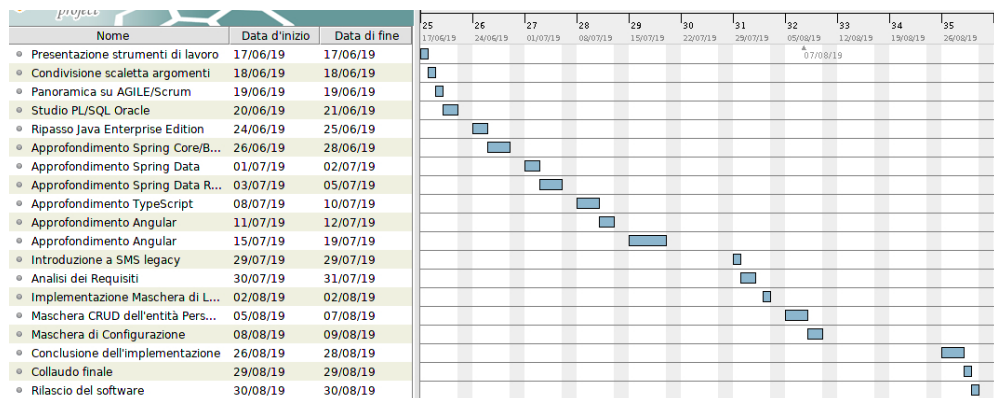 project
Nome Data d'inizio Data di fine
Presentazione strumenti di lavoro 17/06/19 17/06/19
Condivisione scaletta argomenti 18/06/19 18/06/19
Panoramica su AGILE/Scrum 19/06/19 19/06/19
Studio PL/SQL Oracle 20/06/19 21/06/19
Ripasso Java Enterprise Edition 24/06/19 25/06/19
Approfondimento Spring Core/B... 26/06/19 28/06/19
Approfondimento Spring Data 01/07/19 02/07/19
Approfondimento Spring Data R... 03/07/19 05/07/19
Approfondimento TypeScript 08/07/19 10/07/19
Approfondimento Angular 11/07/19 12/07/19
Approfondimento Angular 15/07/19 19/07/19
Introduzione a SMS legacy 29/07/19 29/07/19
Analisi dei Requisiti 30/07/19 31/07/19
Implementazione Maschera di L... 02/08/19 02/08/19
Maschera CRUD dell'entità Pers... 05/08/19 07/08/19
Maschera di Configurazione 08/08/19 09/08/19
Conclusione dell'implementazione 26/08/19 28/08/19
Collaudo finale 29/08/19 29/08/19
Rilascio del software 30/08/19 30/08/19
25 26 27 28 29 30 31 32 33 34 35
17/06/19 24/06/19 01/07/19 08/07/19 15/07/19 22/07/19 29/07/19 05/08/19 12/08/19 19/08/19 26/08/19
07/08/19